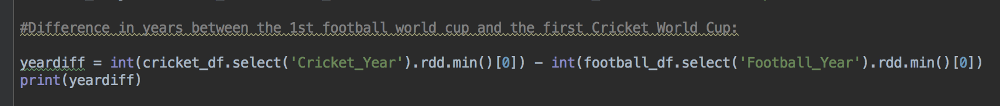 #Difference in years between the 1st football world cup and the first Cricket World Cup:
yeardiff = int(cricket_df.select('Cricket_Year').rdd.min()[0]) - int(football_df.select('Football_Year').rdd.min()[0])
print(yeardiff)